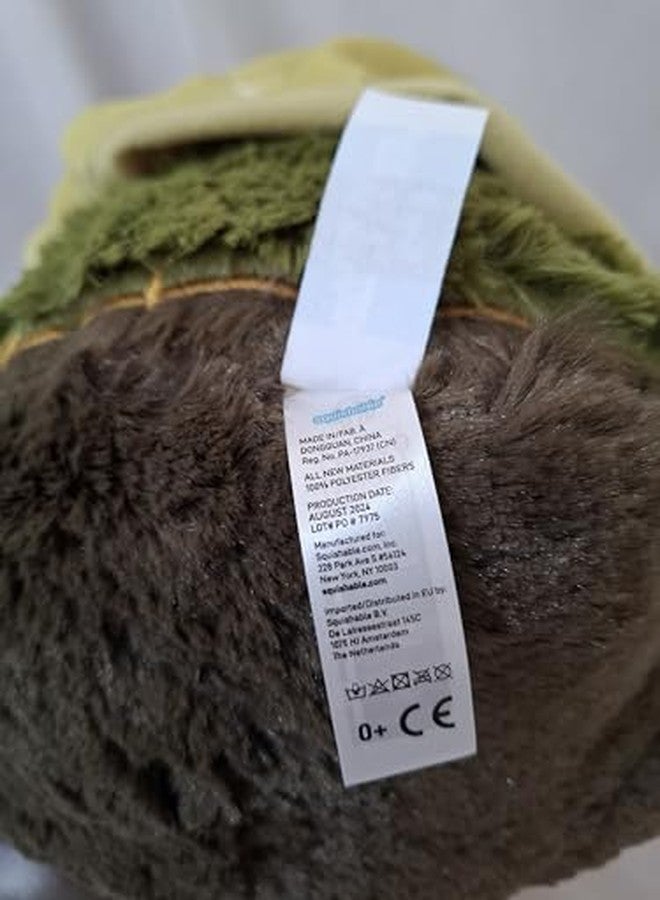 squishable
MADE IN/FAB. À
DONGGUAN, CHINA
Reg. No. PA-17937 (CN)
ALL NEW MATERIALS
100% POLYESTER FIBERS
PRODUCTION DATE:
AUGUST 2024
LOT# PO # 7975
Manufactured for:
Squishable.com, Inc.
228 Park Ave S #56124
New York, NY 10003
squishable.com
Imported/Distributed in EU by:
Squishable B.V.
De Lairessestraat 145C
1075 HJ Amsterdam
The Netherlands
0+ CE